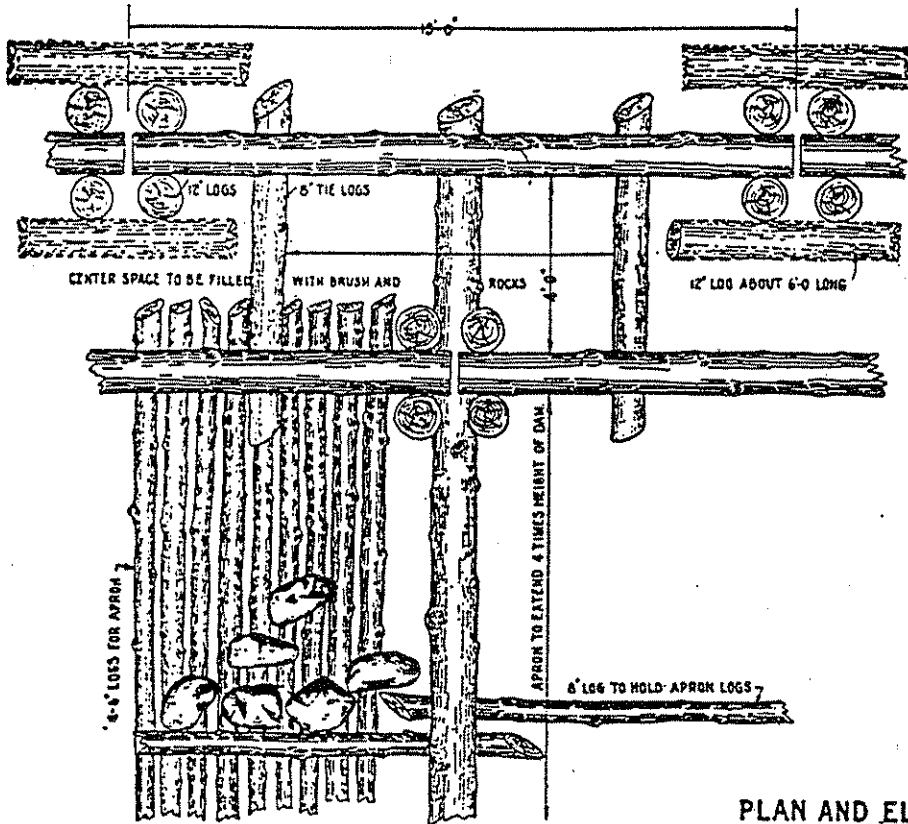 15'-0"
12" LOGS
8" TIE LOGS
CENTER SPACE TO BE FILLED WITH BRUSH AND ROCKS
4'-0"
12" LOG ABOUT 6'-0 LONG
APRON TO EXTEND 4 TIMES HEIGHT OF DAM.
4"-6" LOGS FOR APRON
8" LOG TO HOLD APRON LOGS
PLAN AND EL